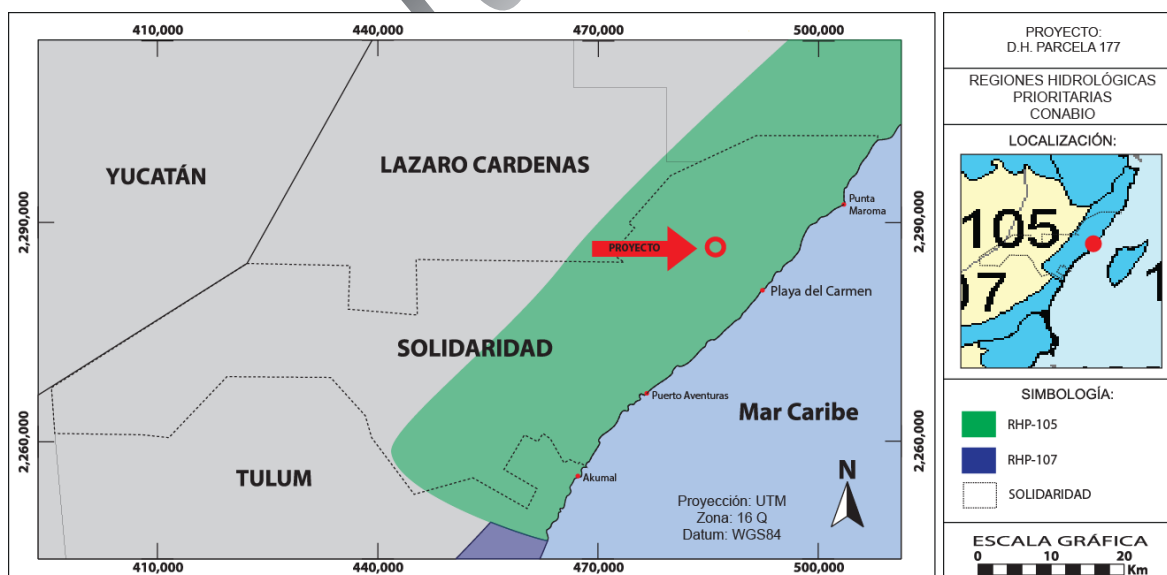 410,000
440,000
470,000
500,000
YUCATÁN
LAZARO CARDENAS
2,290,000
2,290,000
Punta
Maroma
PROYECTO
Playa del Carmen
SOLIDARIDAD
Puerto Aventuras
Mar Caribe
2,260,000
2,260,000
TULUM
Akumal
Proyección: UTM
Zona: 16 Q
Datum: WGS84
N
410,000
440,000
470,000
500,000
PROYECTO:
D.H. PARCELA 177
REGIONES HIDROLÓGICAS
PRIORITARIAS
CONABIO
LOCALIZACIÓN:
105
07
1
SIMBOLOGÍA:
RHP-105
RHP-107
SOLIDARIDAD
ESCALA GRÁFICA
0 10 20
Km